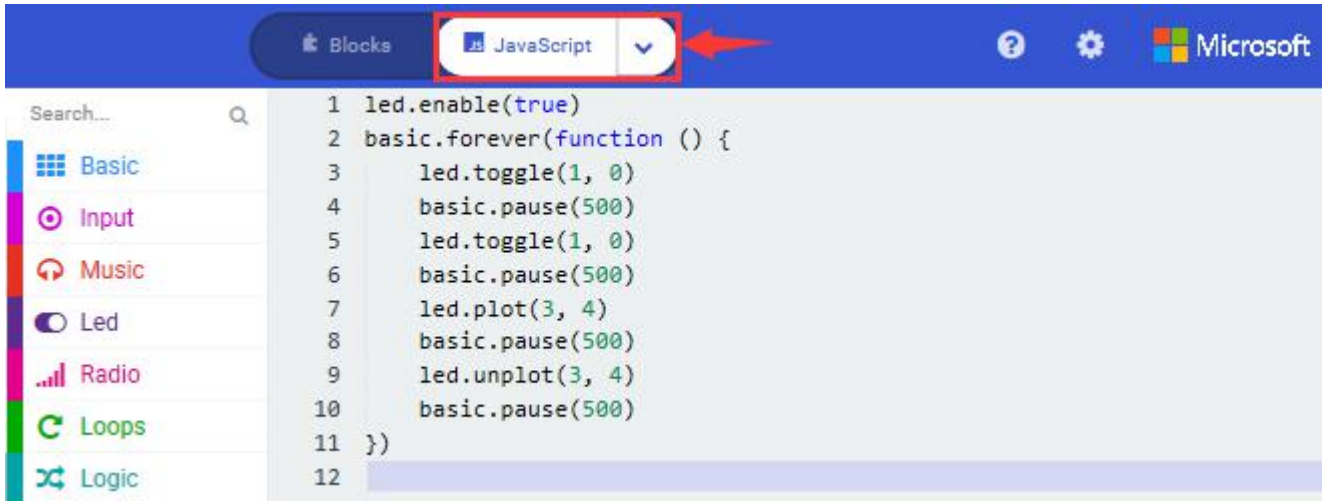 Blocks JS JavaScript Microsoft
Search...
Basic
Input
Music
Led
Radio
Loops
Logic
1 led.enable(true)
2 basic.forever(function () {
3     led.toggle(1, 0)
4     basic.pause(500)
5     led.toggle(1, 0)
6     basic.pause(500)
7     led.plot(3, 4)
8     basic.pause(500)
9     led.unplot(3, 4)
10     basic.pause(500)
11 })
12